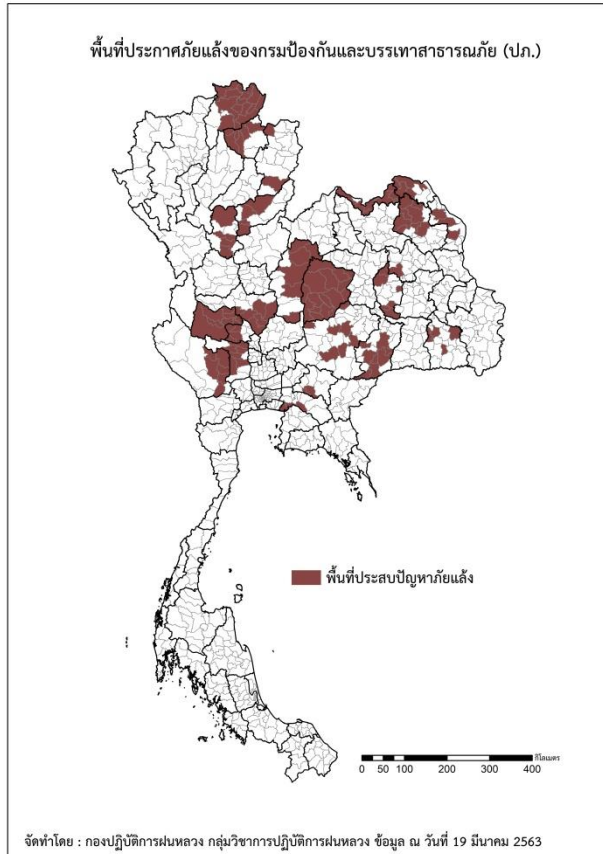 พื้นที่ประกาศภัยแล้งของกรมป้องกันและบรรเทาสาธารณภัย (ปภ.)
พื้นที่ประสบปัญหาภัยแล้ง
กิโลเมตร
0 50 100 200 300 400
จัดทำโดย : กองปฏิบัติการฝนหลวง กลุ่มวิชาการปฏิบัติการฝนหลวง ข้อมูล ณ วันที่ 19 มีนาคม 2563